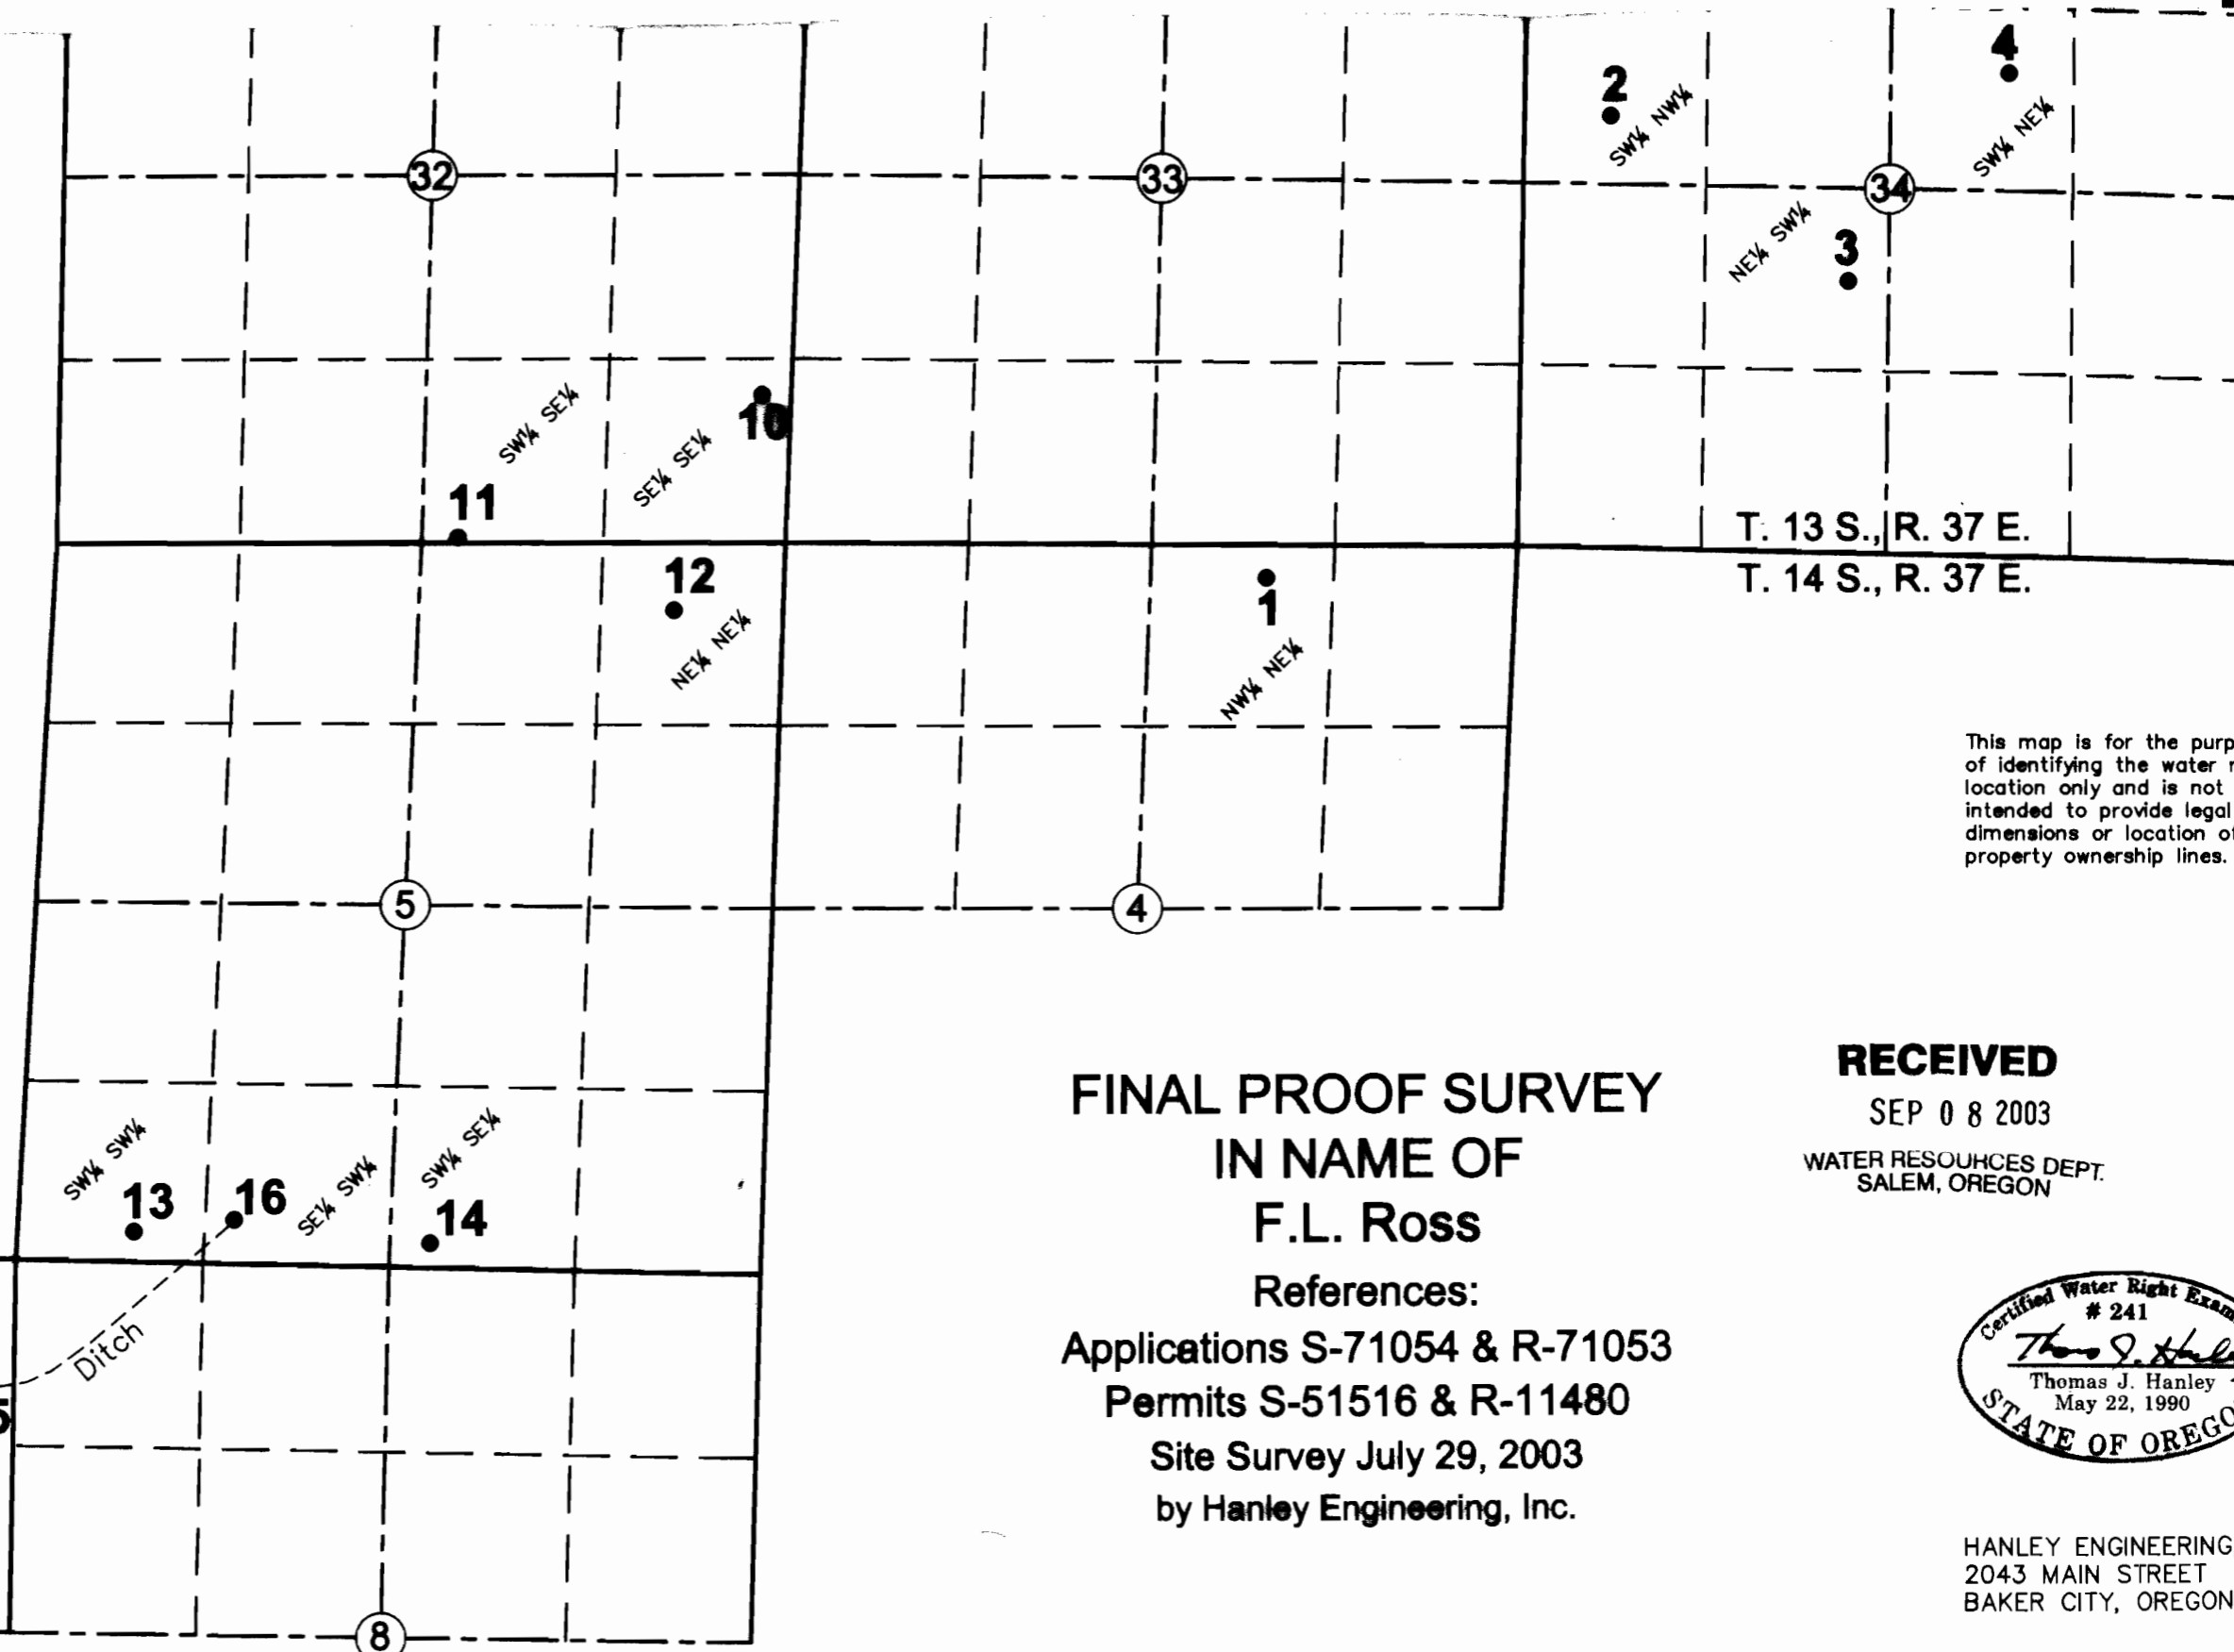 4
2
SW¼ NW¼
SW¼ NE¼
32
33
34
NE¼ SW¼
3
10
SW¼ SE¼
SE¼ SE¼
11
T. 13 S., R. 37 E.
T. 14 S., R. 37 E.
12
NE¼ NE¼
1
NW¼ NE¼
This map is for the purp
of identifying the water r
location only and is not
intended to provide legal
dimensions or location of
property ownership lines.
5
4
SW¼ SW¼
13
16
SE¼ SW¼
SW¼ SE¼
14
Ditch
5
8
FINAL PROOF SURVEY
IN NAME OF
F.L. Ross
References:
Applications S-71054 & R-71053
Permits S-51516 & R-11480
Site Survey July 29, 2003
by Hanley Engineering, Inc.
RECEIVED
SEP 08 2003
WATER RESOURCES DEPT.
SALEM, OREGON
Certified Water Right Exam
# 241
Thomas J. Hanley
May 22, 1990
STATE OF OREGO
HANLEY ENGINEERING
2043 MAIN STREET
BAKER CITY, OREGON